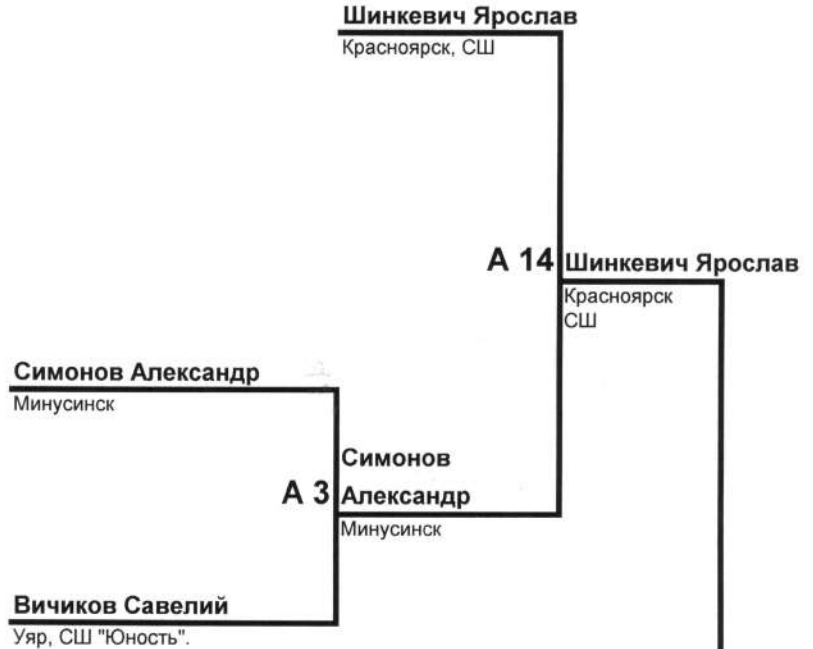 Шинкевич Ярослав
Красноярск, СШ
А 14
Шинкевич Ярослав
Красноярск
СШ
Симонов Александр
Минусинск
Симонов
А 3
Александр
Минусинск
Вичиков Савелий
Уяр, СШ "Юность".